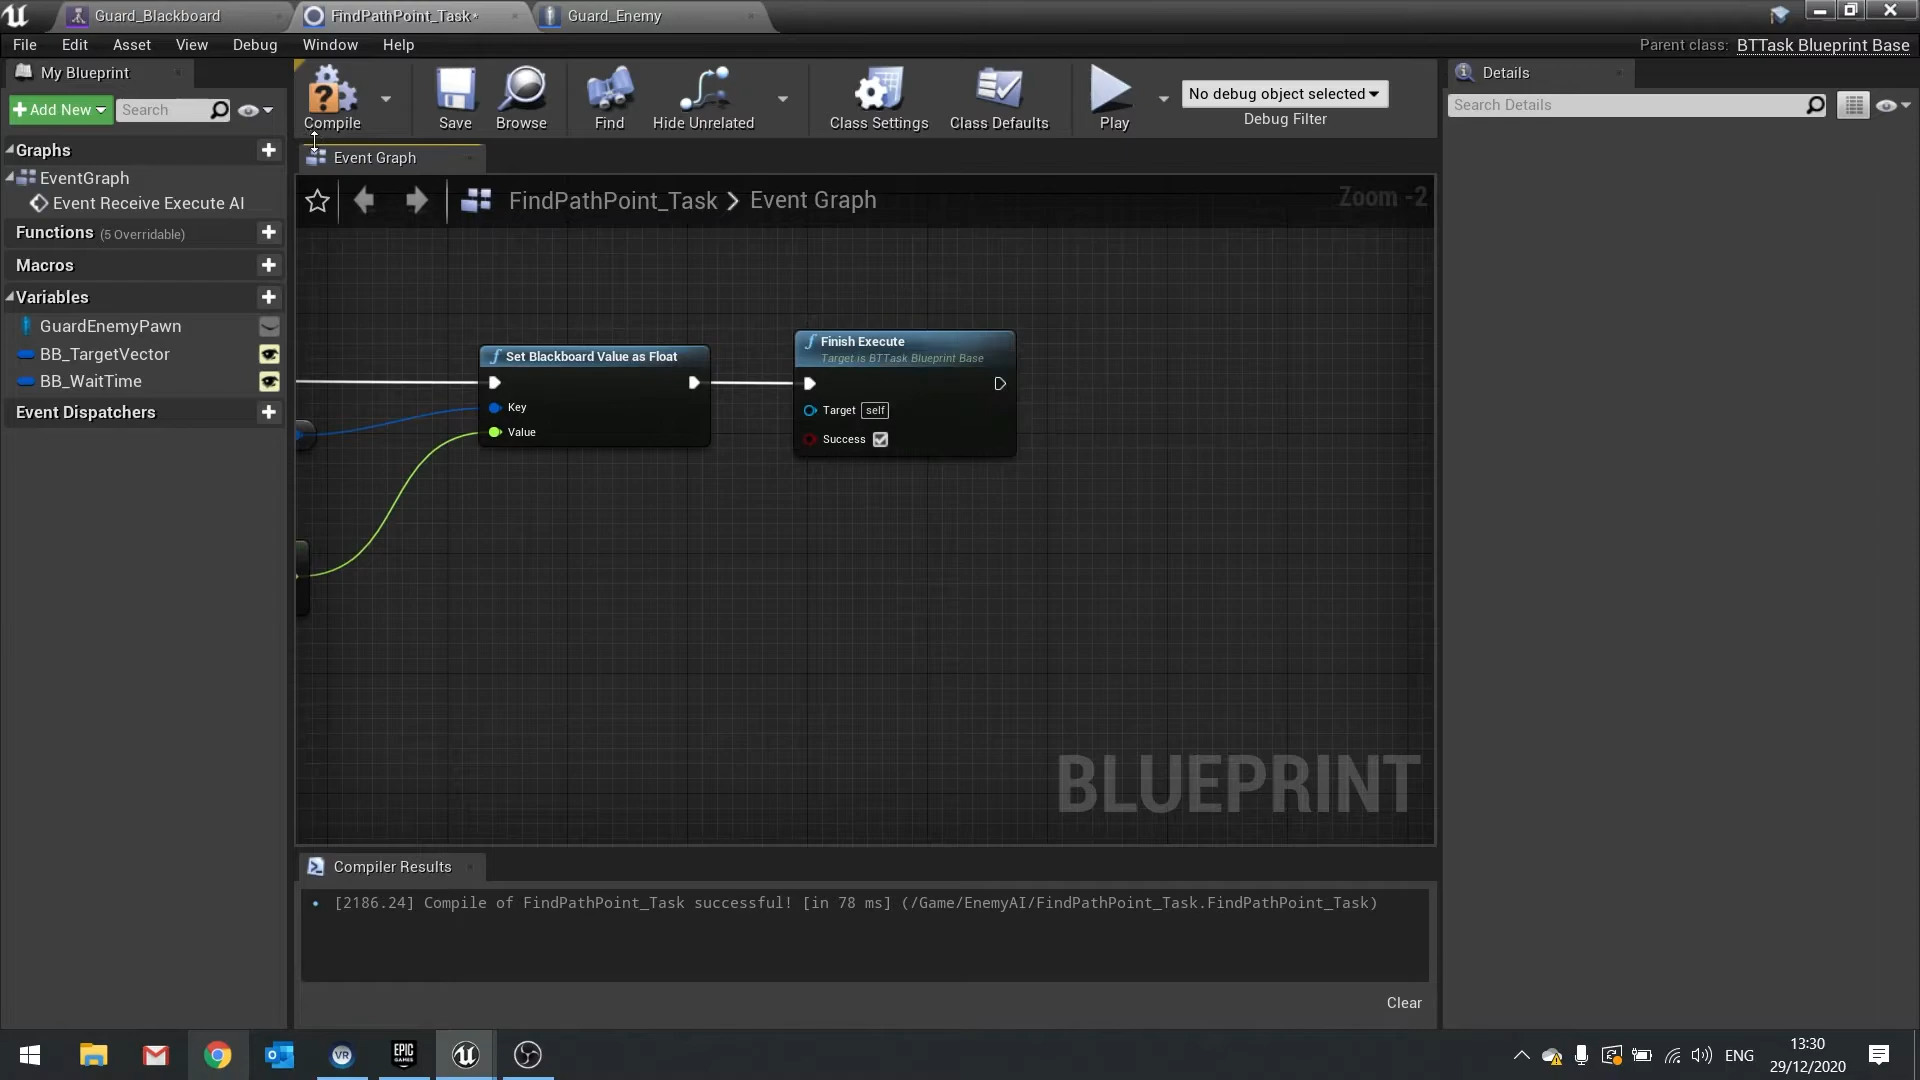 Guard_Blackboard
FindPathPoint_Task*
Guard_Enemy
File Edit Asset View Debug Window Help
Parent class: BTTask Blueprint Base
My Blueprint
Details
+Add New
Search
Compile
Save
Browse
Find
Hide Unrelated
Class Settings
Class Defaults
Play
No debug object selected
Debug Filter
Search Details
Graphs
EventGraph
Event Receive Execute AI
Functions (5 Overridable)
Macros
Variables
GuardEnemyPawn
BB_TargetVector
BB_WaitTime
Event Dispatchers
Event Graph
FindPathPoint_Task > Event Graph
Zoom -2
f Set Blackboard Value as Float
Key
Value
f Finish Execute
Target is BTTask Blueprint Base
Target self
Success
BLUEPRINT
Compiler Results
• [2186.24] Compile of FindPathPoint_Task successful! [in 78 ms] (/Game/EnemyAI/FindPathPoint_Task.FindPathPoint_Task)
Clear
VR
EPIC GAMES
ENG
13:30
29/12/2020